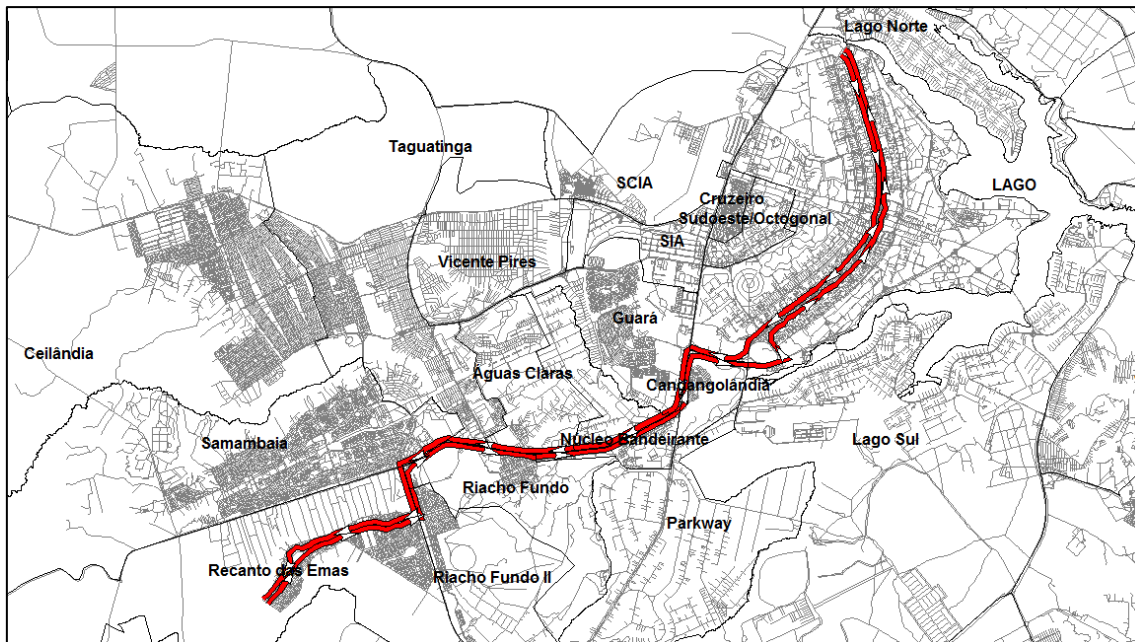 Lago Norte
Taguatinga
SCIA
LAGO
Cruzeiro
Sudoeste/Octogonal
SIA
Vicente Pires
Guará
Ceilândia
Águas Claras
Candangolândia
Samambaia
Núcleo Bandeirante
Lago Sul
Riacho Fundo
Parkway
Recanto das Emas
Riacho Fundo II